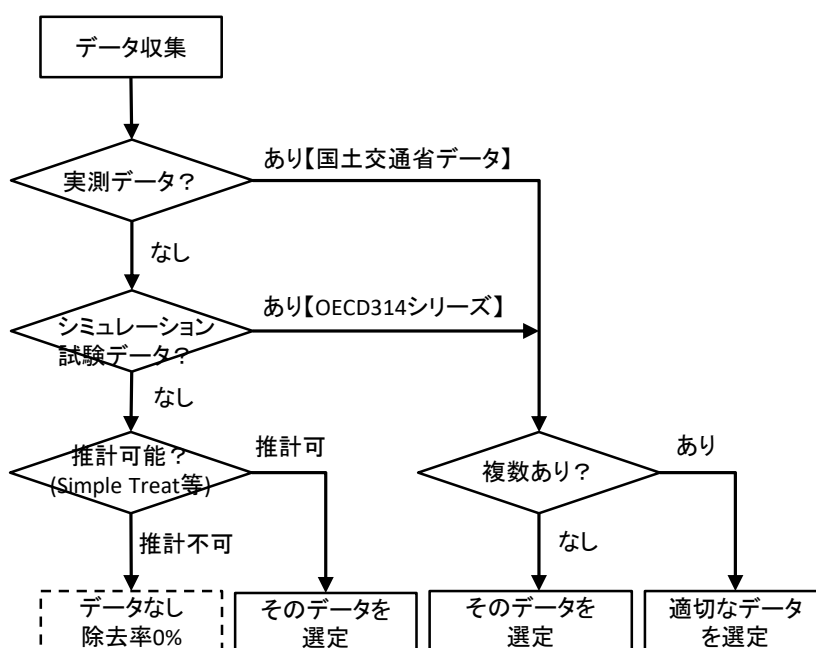 データ収集
あり【国土交通省データ】
実測データ？
なし
あり【OECD314シリーズ】
シミュレーション
試験データ？
なし
推計可能？
(Simple Treat等)
推計可
複数あり？
あり
推計不可
なし
データなし
除去率0%
そのデータを
選定
そのデータを
選定
適切なデータ
を選定